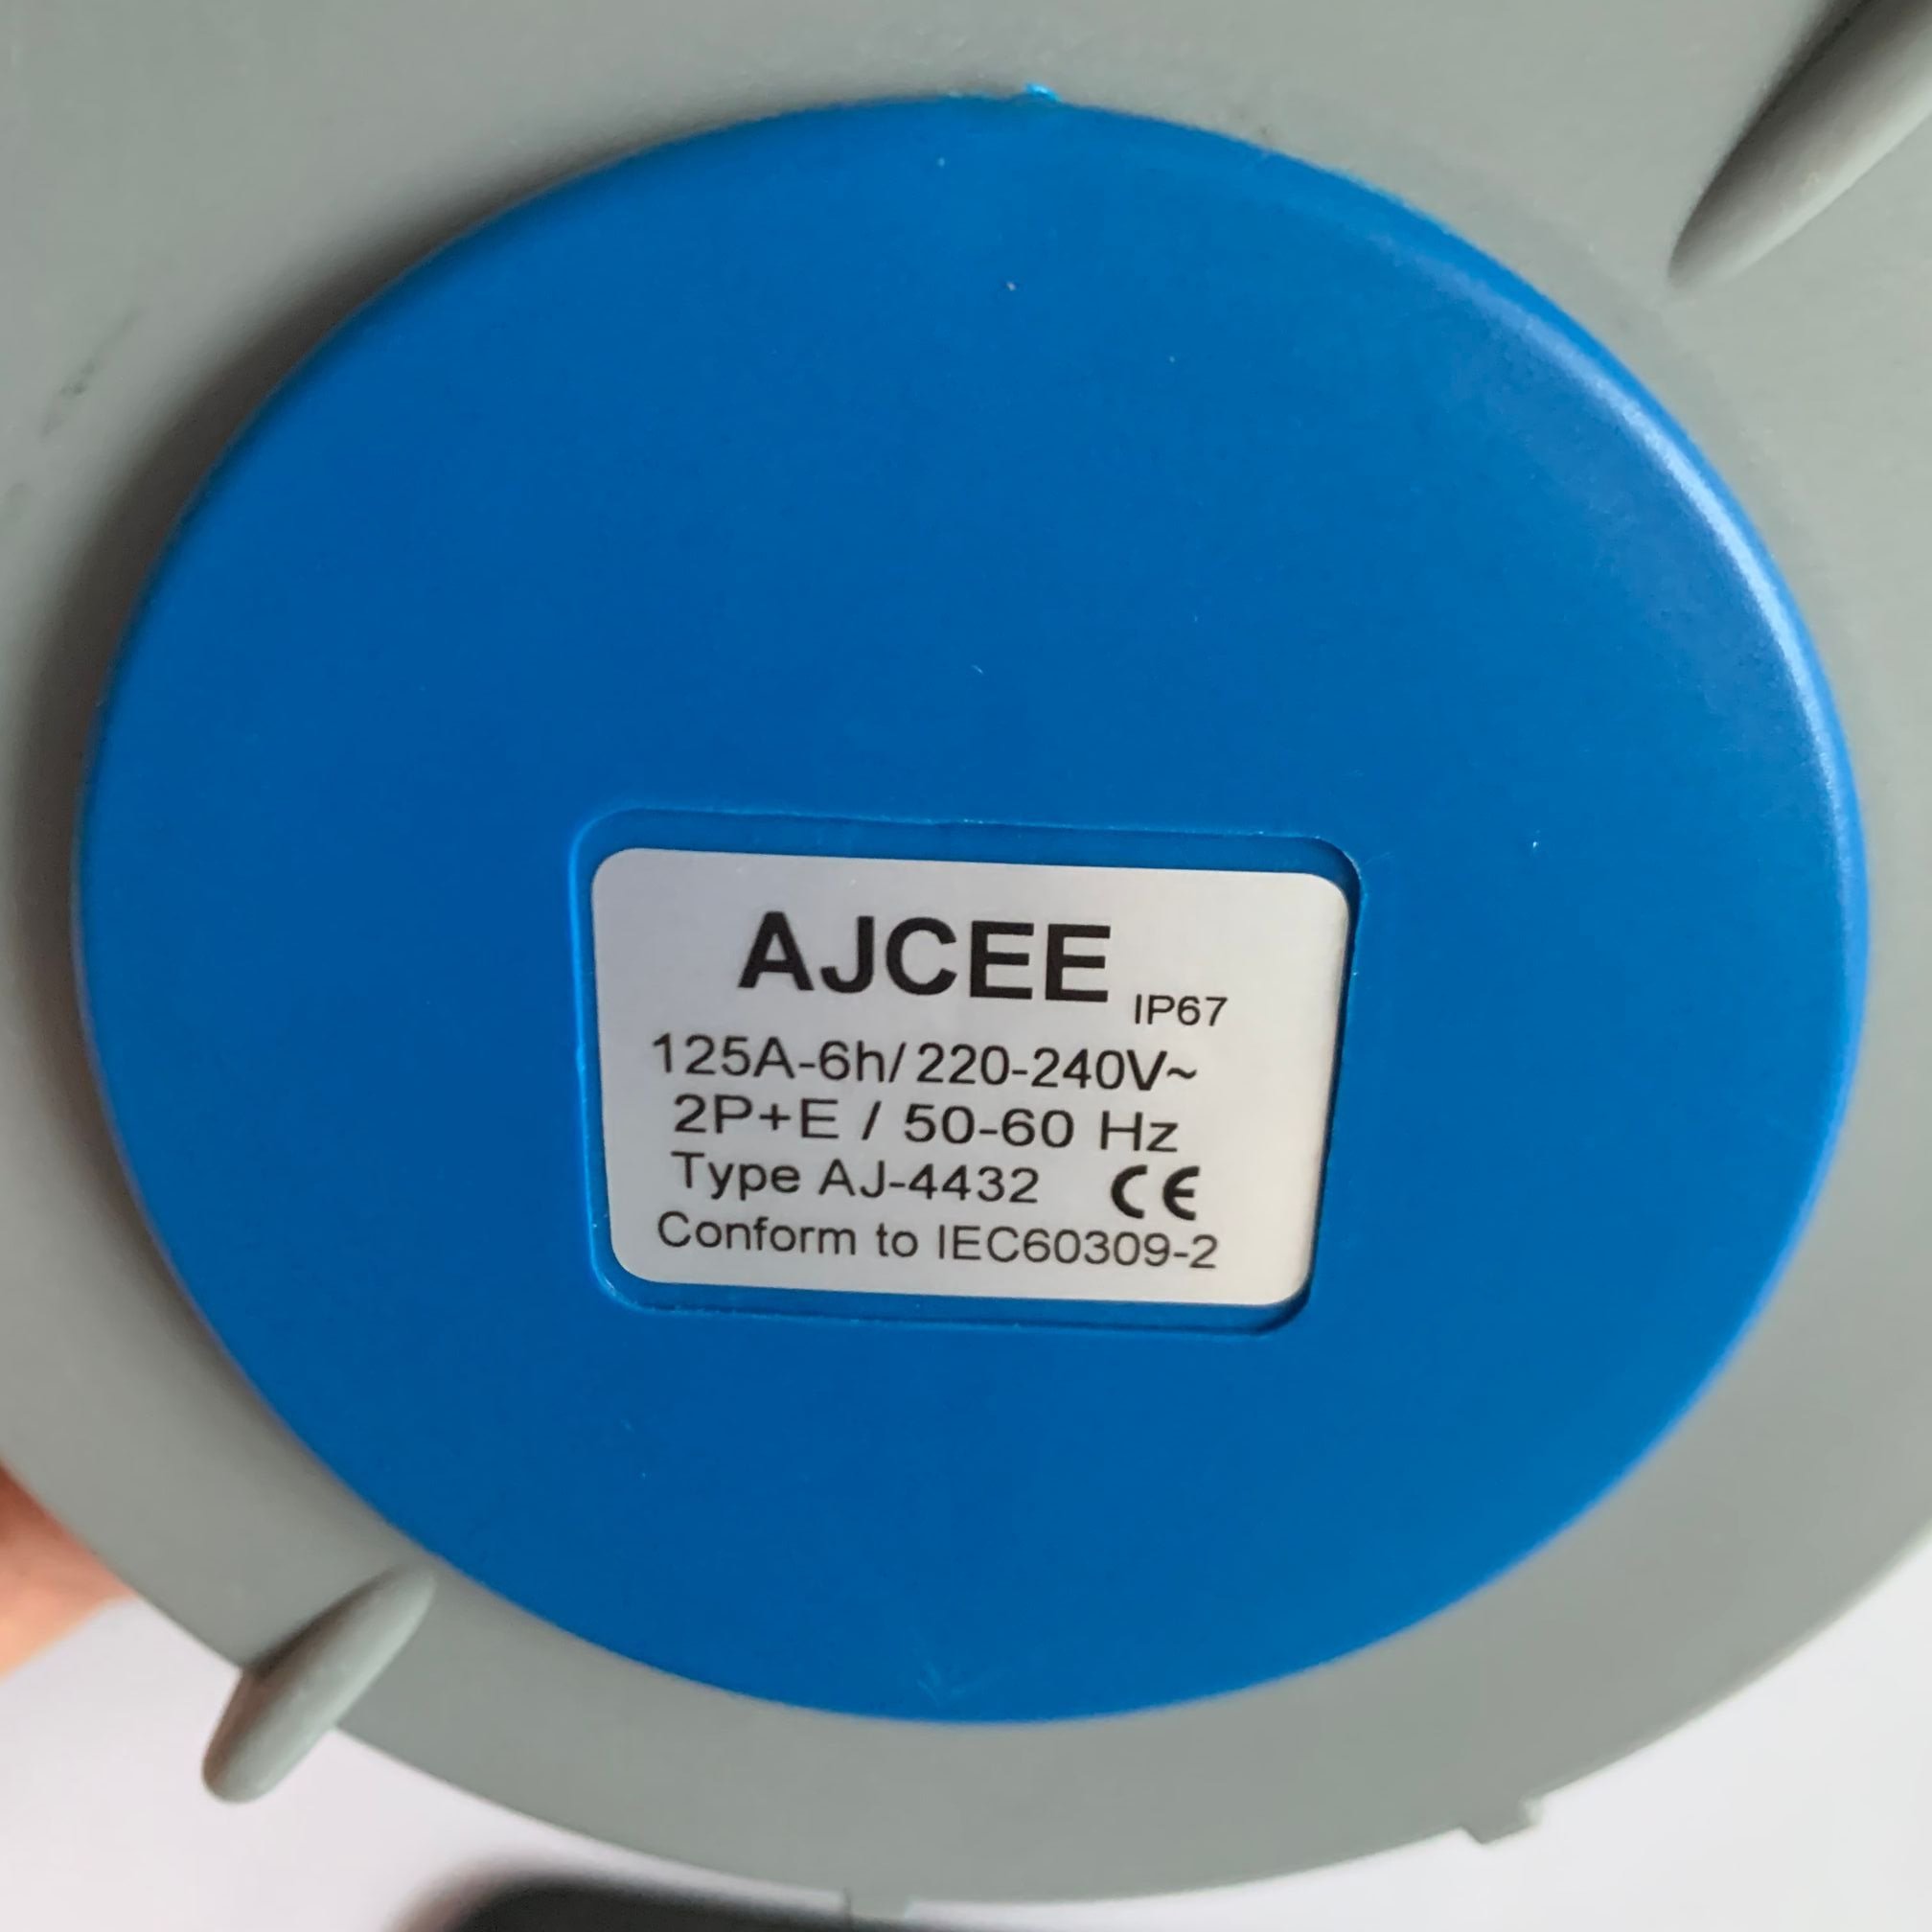 AJCEE IP67
125A-6h/220-240V~
2P+E / 50-60 Hz
Type AJ-4432 CE
Conform to IEC60309-2